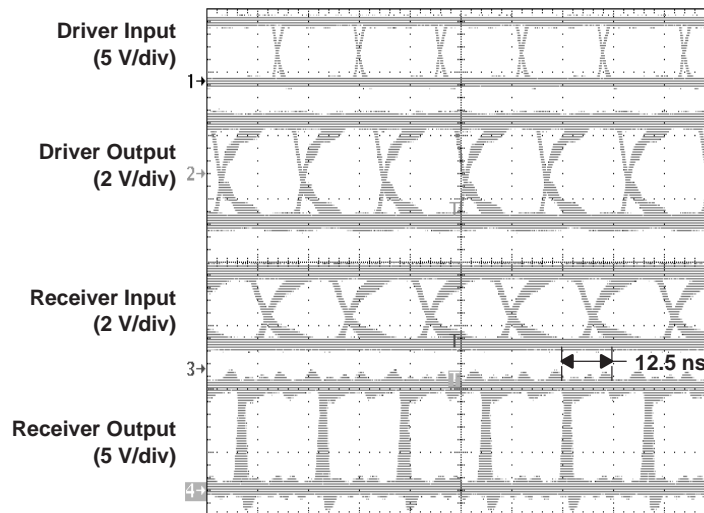 Driver Input
(5 V/div)
1
Driver Output
(2 V/div)
2
T
Receiver Input
(2 V/div)
T
3
12.5 ns
T
Receiver Output
(5 V/div)
4